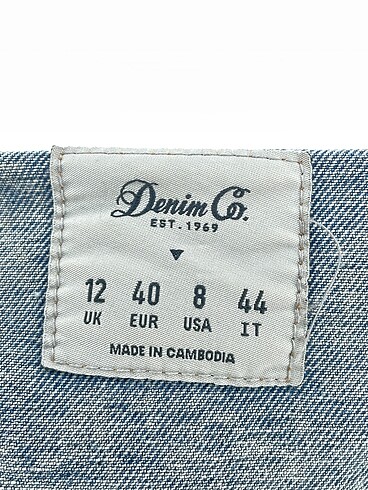 Denim Co.
EST. 1969
12 40 8 44
UK EUR USA IT
MADE IN CAMBODIA